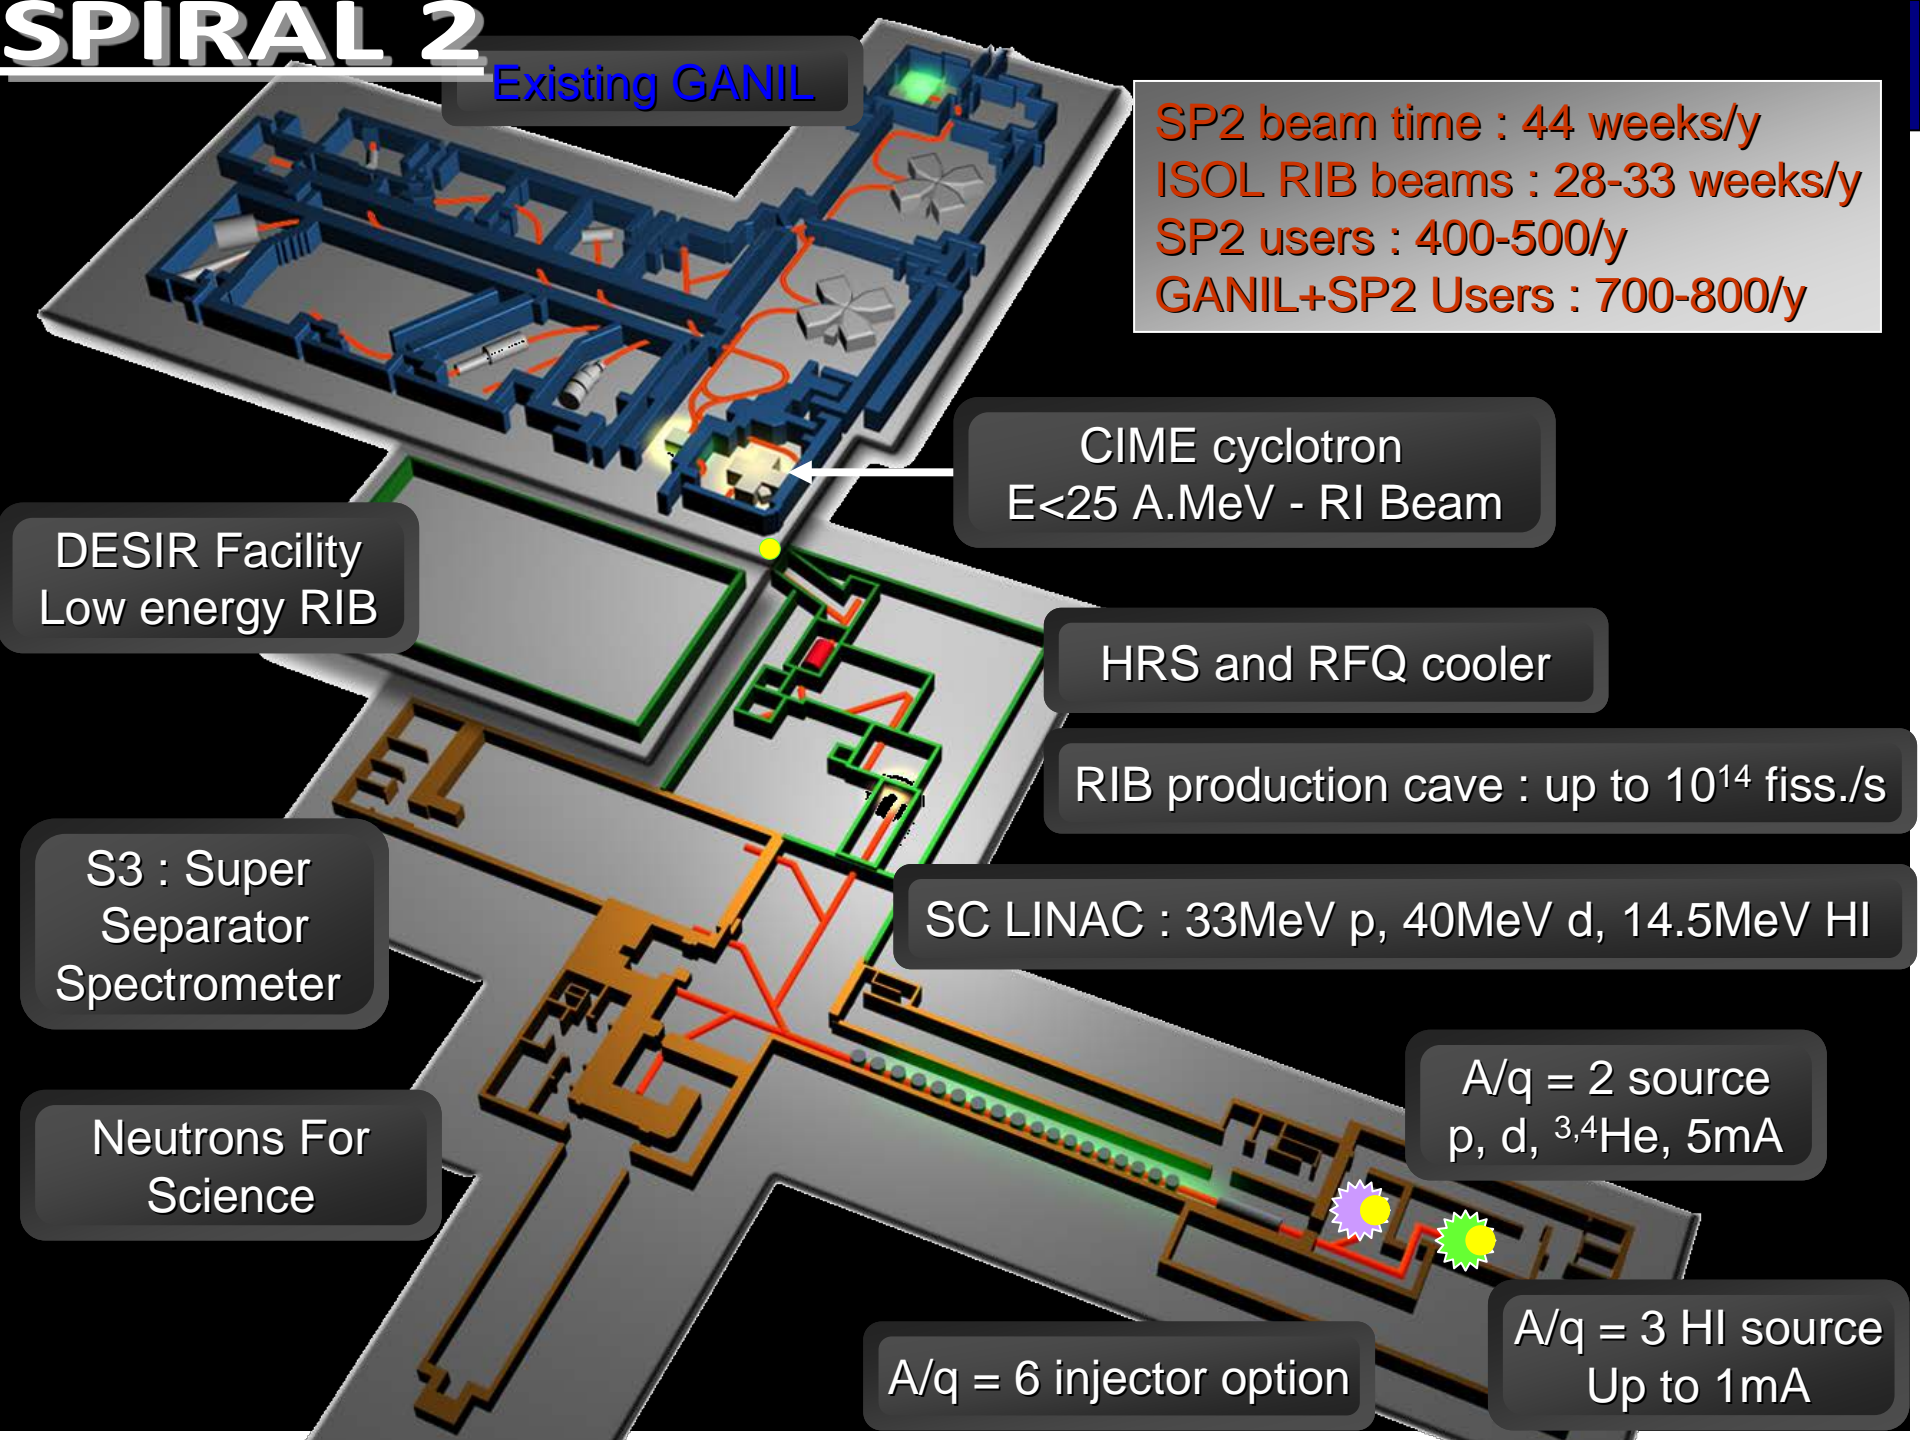 SPIRAL 2
Existing GANIL
SP2 beam time : 44 weeks/y
ISOL RIB beams : 28-33 weeks/y
SP2 users : 400-500/y
GANIL+SP2 Users : 700-800/y
CIME cyclotron
E<25 A.MeV - RI Beam
DESIR Facility
Low energy RIB
HRS and RFQ cooler
RIB production cave : up to 10¹⁴ fiss./s
S3 : Super
Separator
Spectrometer
SC LINAC : 33MeV p, 40MeV d, 14.5MeV HI
A/q = 2 source
p, d, ³,⁴He, 5mA
Neutrons For
Science
A/q = 3 HI source
Up to 1mA
A/q = 6 injector option